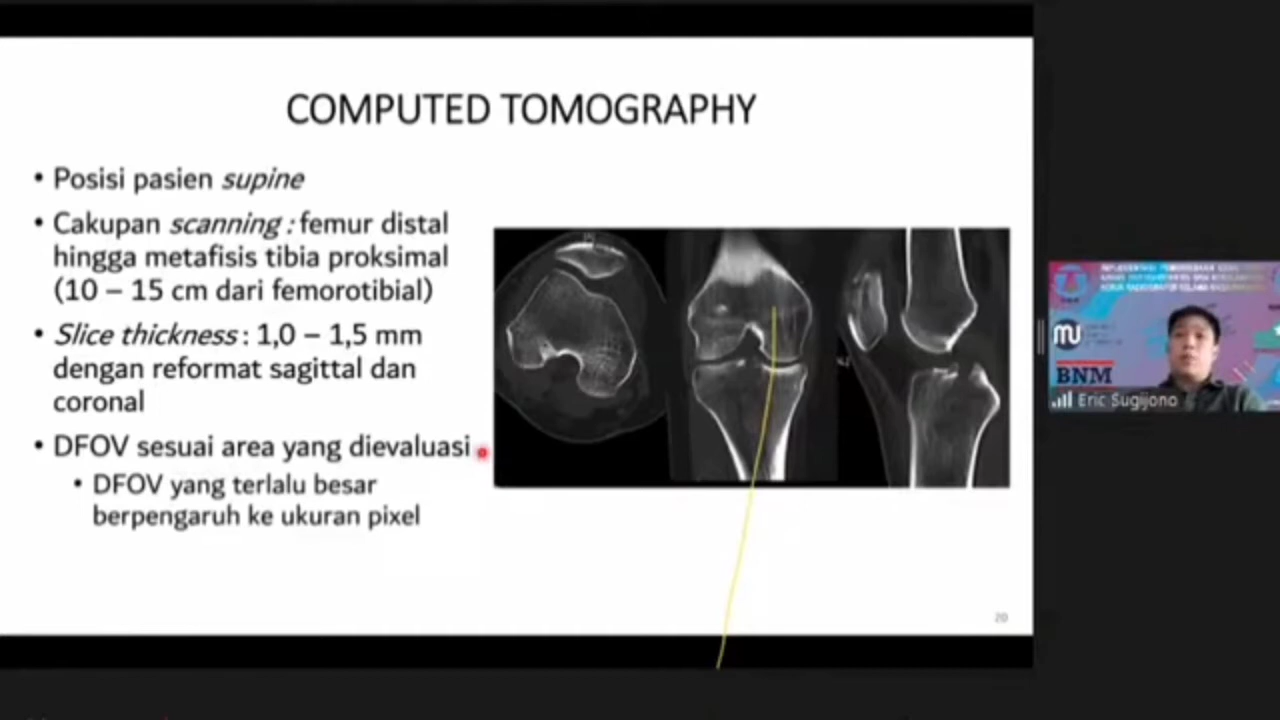 COMPUTED TOMOGRAPHY
• Posisi pasien supine
• Cakupan scanning : femur distal
hingga metafisis tibia proksimal
(10 – 15 cm dari femorotibial)
• Slice thickness : 1,0 – 1,5 mm
dengan reformat sagittal dan
coronal
• DFOV sesuai area yang dievaluasi
• DFOV yang terlalu besar
berpengaruh ke ukuran pixel
20
BNM
Eric Sugijono